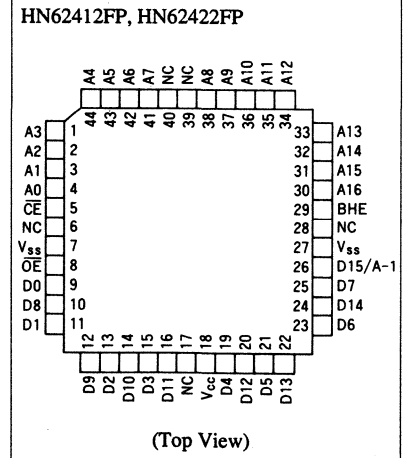 HN62412FP, HN62422FP
A4 A5 A6 A7 NC NC A8 A9 A10 A11 A12
44 43 42 41 40 39 38 37 36 35 34
A3 1 33 A13
A2 2 32 A14
A1 3 31 A15
A0 4 30 A16
C̅E̅ 5 29 BHE
NC 6 28 NC
Vss 7 27 Vss
O̅E̅ 8 26 D15/A-1
D0 9 25 D7
D8 10 24 D14
D1 11 23 D6
12 13 14 15 16 17 18 19 20 21 22
D9 D2 D10 D3 D11 NC Vcc D4 D12 D5 D13
(Top View)